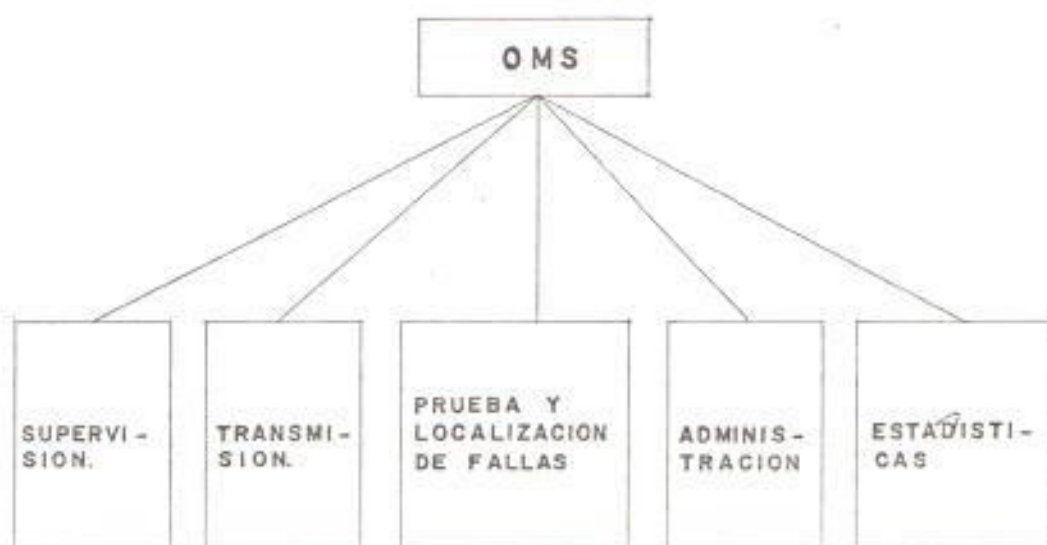 OMS
SUPERVI-
SION.
TRANSMI-
SION.
PRUEBA Y
LOCALIZACION
DE FALLAS
ADMINIS-
TRACION
ESTADISTI-
CAS